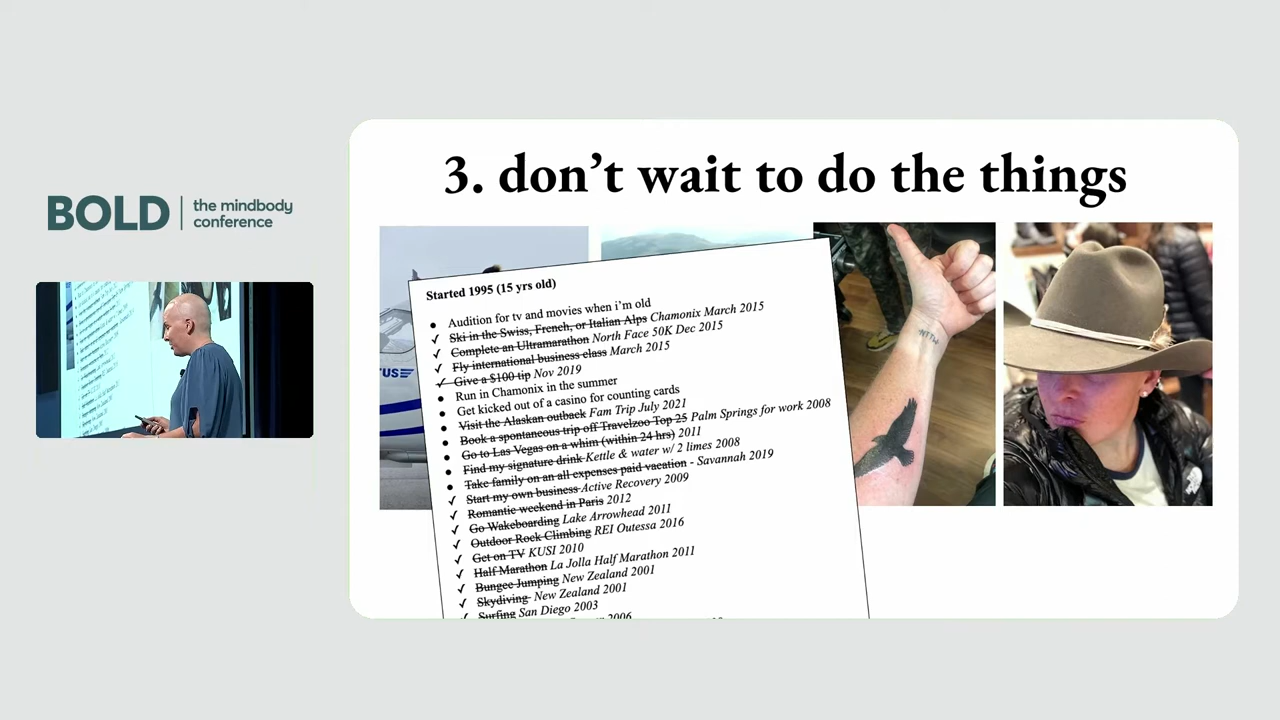 BOLD
the mindbody
conference
3. don't wait to do the things
Started 1995 (15 yrs old)
Audition for tv and movies when i'm old
Ski in the Swiss, French, or Italian Alps Chamonix March 2015
Complete an Ultramarathon North Face 50K Dec 2015
Fly international business class March 2015
Give a $100 tip Nov 2019
Run in Chamonix in the summer
Get kicked out of a casino for counting cards
Visit the Alaskan outback Fam Trip July 2021
Book a spontaneous trip off Travelzoo Top 25 Palm Springs for work 2008
Go to Las Vegas on a whim (within 24 hrs) 2011
Find my signature drink Kettle & water w/ 2 limes 2008
Take family on an all expenses paid vacation - Savannah 2019
Start my own business Active Recovery 2009
Romantic weekend in Paris 2012
Go Wakeboarding Lake Arrowhead 2011
Outdoor Rock Climbing REI Outessa 2016
Get on TV KUSI 2010
Half Marathon La Jolla Half Marathon 2011
Bungee Jumping New Zealand 2001
Skydiving New Zealand 2001
Surfing San Diego 2003
2006